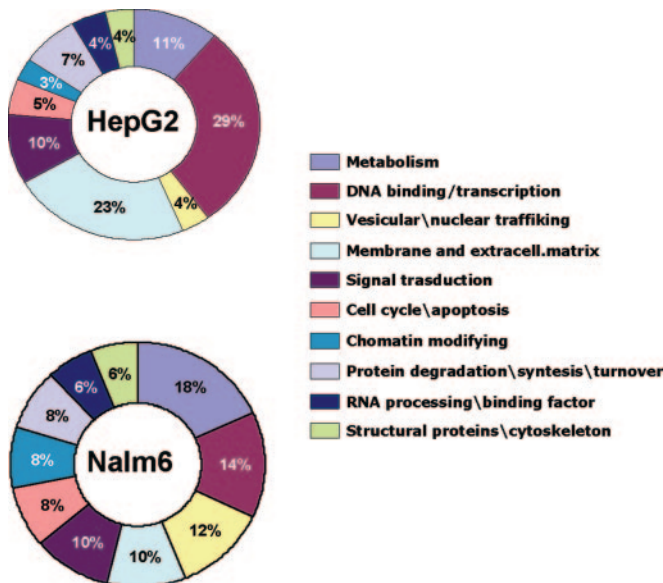 4%
4%
11%
7%
3%
5%
HepG2
29%
10%
23%
4%
Metabolism
DNA binding/transcription
Vesicular\nuclear traffiking
Membrane and extracell.matrix
Signal trasduction
Cell cycle\apoptosis
Chomatin modifying
Protein degradation\syntesis\turnover
RNA processing\binding factor
Structural proteins\cytoskeleton
6%
6%
18%
8%
14%
Nalm6
8%
8%
12%
10%
10%